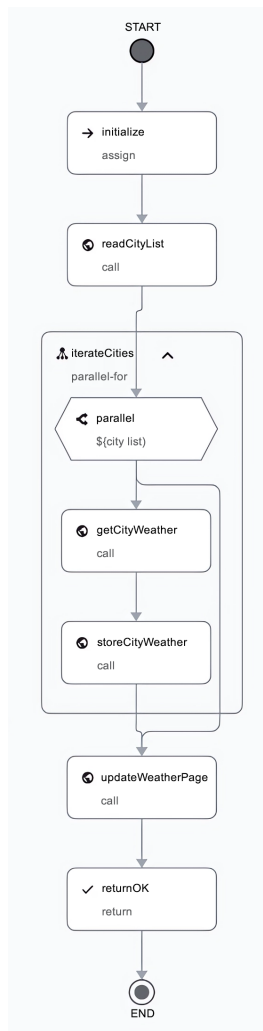 START
initialize
assign
readCityList
call
iterateCities
parallel-for
parallel
${city list)
getCityWeather
call
storeCityWeather
call
updateWeatherPage
call
returnOK
return
END